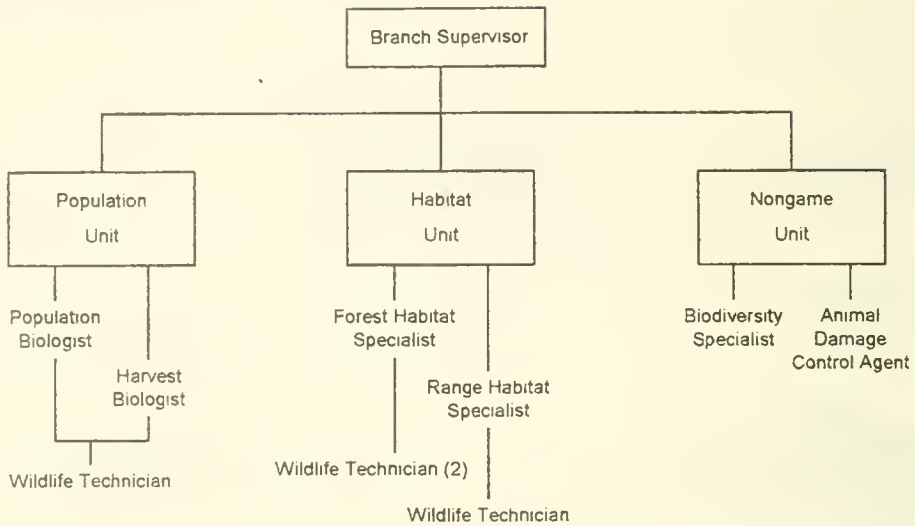 Branch Supervisor
Population
Unit
Habitat
Unit
Nongame
Unit
Population
Biologist
Harvest
Biologist
Wildlife Technician
Forest Habitat
Specialist
Range Habitat
Specialist
Wildlife Technician (2)
Wildlife Technician
Biodiversity
Specialist
Animal
Damage
Control Agent